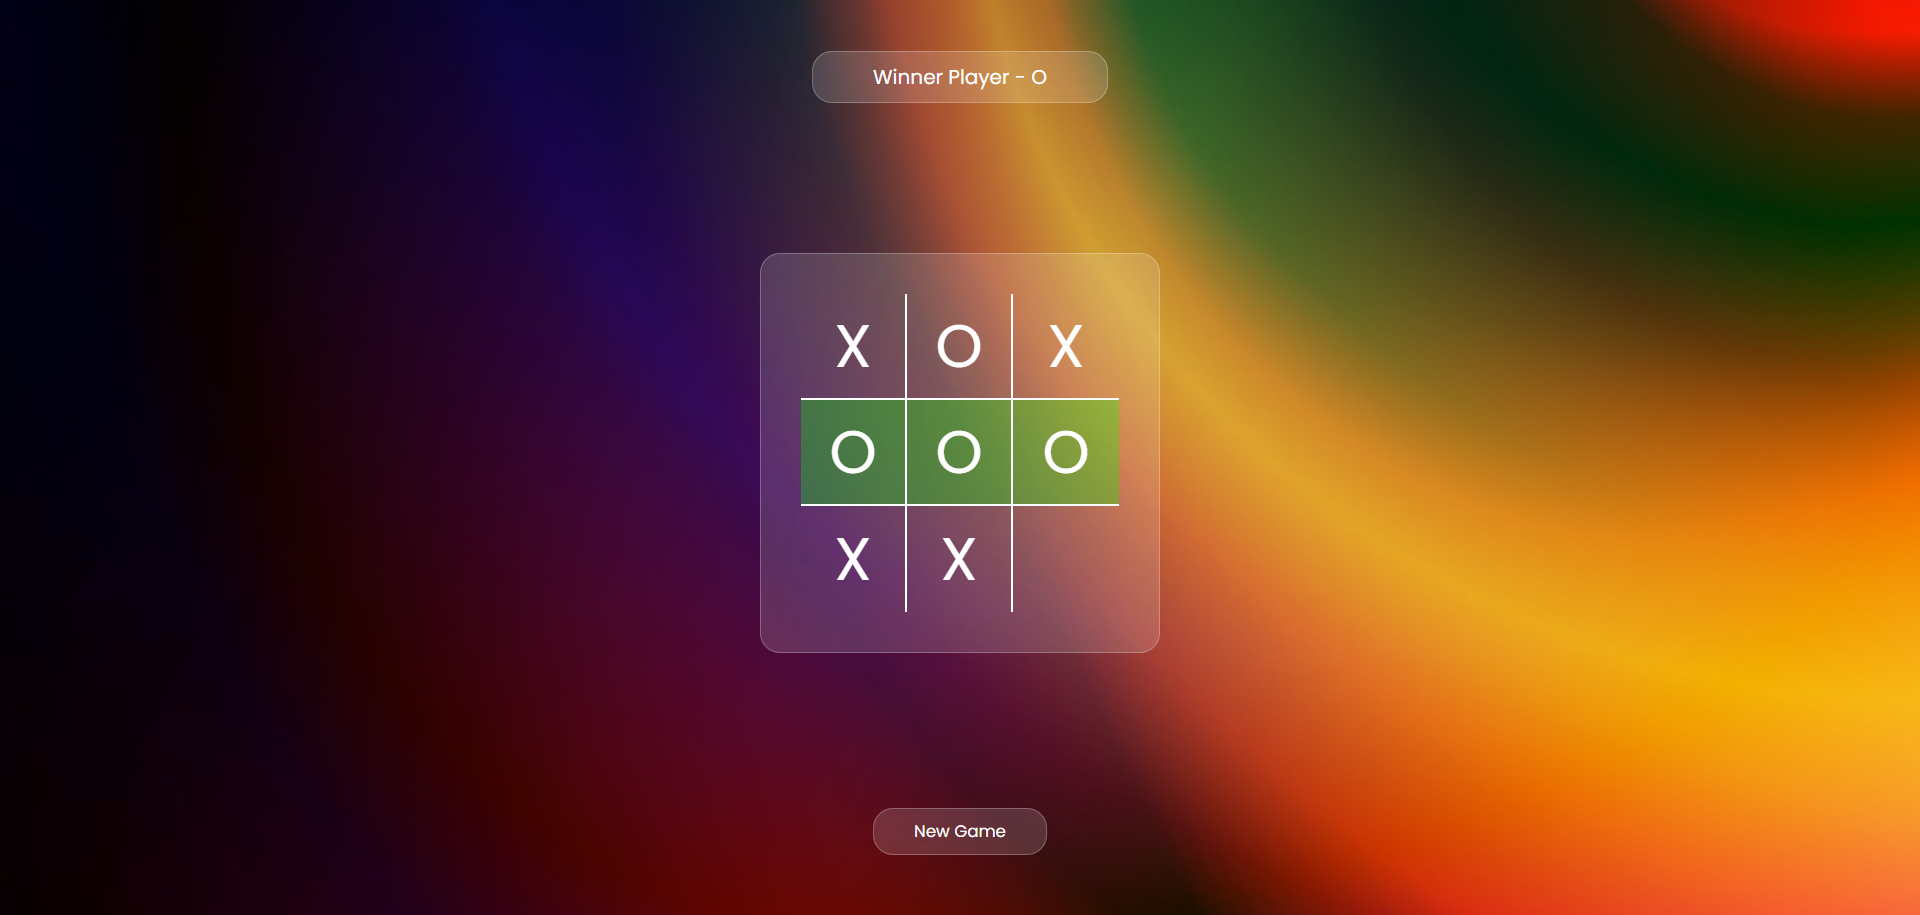 Winner Player - O
X O X
O O O
X X
New Game